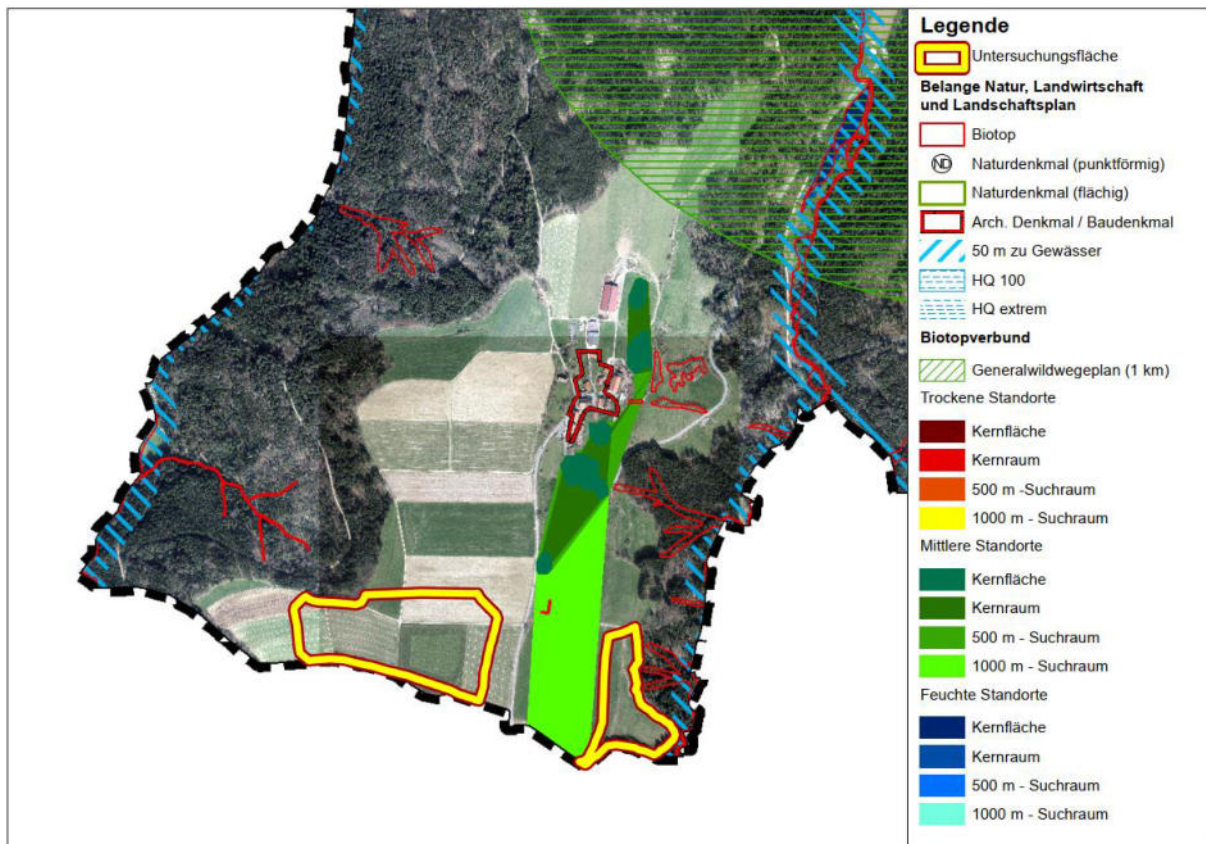 Legende
Untersuchungsfläche
Belange Natur, Landwirtschaft
und Landschaftsplan
Biotop
ND Naturdenkmal (punktförmig)
Naturdenkmal (flächig)
Arch. Denkmal / Baudenkmal
50 m zu Gewässer
HQ 100
HQ extrem
Biotopverbund
Generalwildwegeplan (1 km)
Trockene Standorte
Kernfläche
Kernraum
500 m -Suchraum
1000 m - Suchraum
Mittlere Standorte
Kernfläche
Kernraum
500 m - Suchraum
1000 m - Suchraum
Feuchte Standorte
Kernfläche
Kernraum
500 m - Suchraum
1000 m - Suchraum